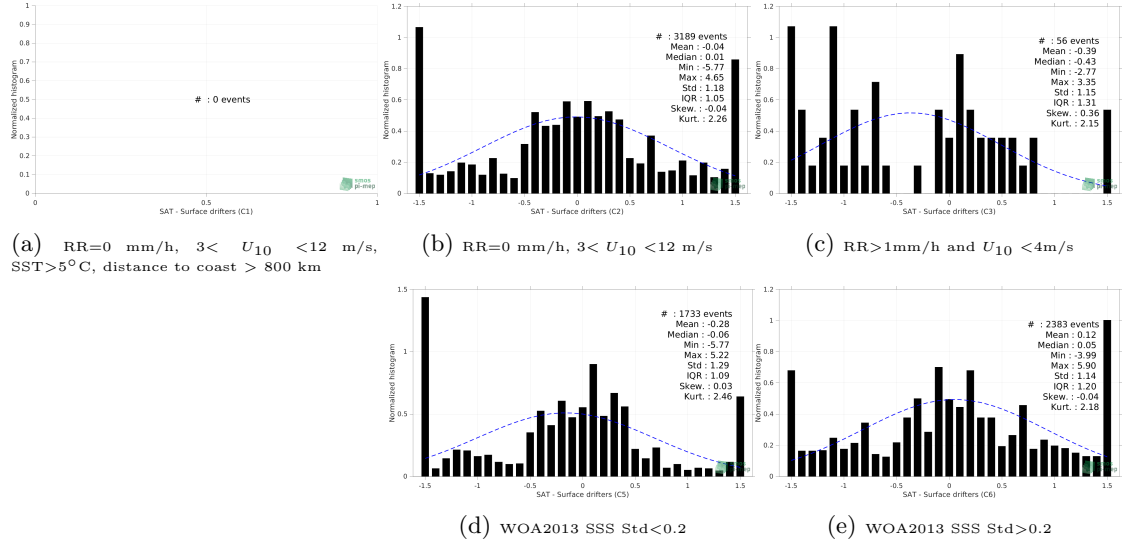 1
0.9
0.8
0.7
0.6
0.5
0.4
0.3
0.2
0.1
0
Normalized histogram
# : 0 events
0 0.5 1
SAT - Surface drifters (C1)
smos
pi-mep
(a) RR=0 mm/h, 3< U10 <12 m/s,
SST>5°C, distance to coast > 800 km
1.2
1
0.8
0.6
0.4
0.2
0
Normalized histogram
# : 3189 events
Mean : -0.04
Median : 0.01
Min : -5.77
Max : 4.65
Std : 1.18
IQR : 1.05
Skew. : -0.04
Kurt. : 2.26
-1.5 -1 -0.5 0 0.5 1 1.5
SAT - Surface drifters (C2)
pi-mep
(b) RR=0 mm/h, 3< U10 <12 m/s
1.2
1
0.8
0.6
0.4
0.2
0
Normalized histogram
# : 56 events
Mean : -0.39
Median : -0.43
Min : -2.77
Max : 3.35
Std : 1.15
IQR : 1.31
Skew. : 0.36
Kurt. : 2.15
-1.5 -1 -0.5 0 0.5 1 1.5
SAT - Surface drifters (C3)
smos
pi-mep
(c) RR>1mm/h and U10 <4m/s
1.5
1
0.5
0
Normalized histogram
# : 1733 events
Mean : -0.28
Median : -0.06
Min : -5.77
Max : 5.22
Std : 1.29
IQR : 1.09
Skew. : 0.03
Kurt. : 2.46
-1.5 -1 -0.5 0 0.5 1 1.5
SAT - Surface drifters (C5)
pi-mep
(d) WOA2013 SSS Std<0.2
1.2
1
0.8
0.6
0.4
0.2
0
Normalized histogram
# : 2383 events
Mean : 0.12
Median : 0.05
Min : -3.99
Max : 5.90
Std : 1.14
IQR : 1.20
Skew. : -0.04
Kurt. : 2.18
-1.5 -1 -0.5 0 0.5 1 1.5
SAT - Surface drifters (C6)
pi-mep
(e) WOA2013 SSS Std>0.2